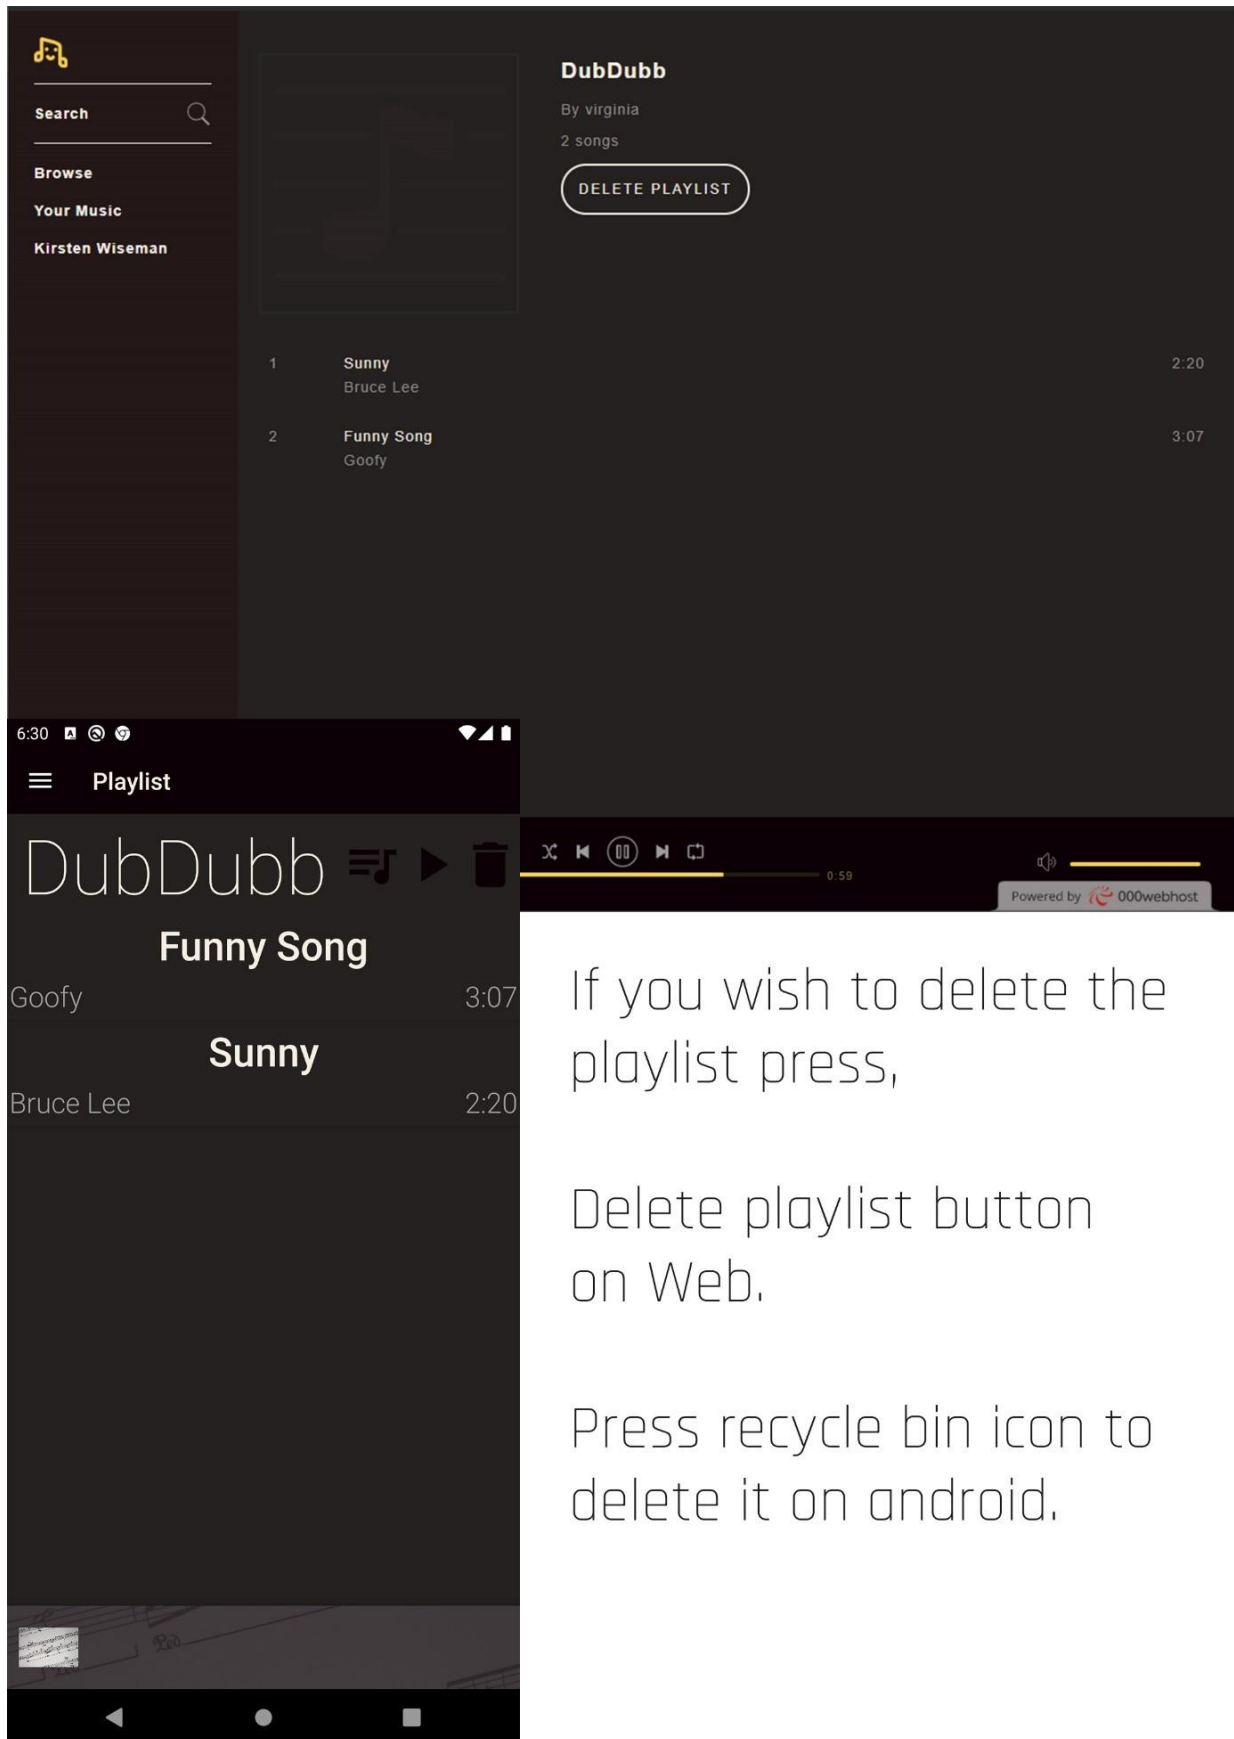 DubDubb
Search
By virginia
2 songs
Browse
DELETE PLAYLIST
Your Music
Kirsten Wiseman
1 Sunny 2:20
Bruce Lee
2 Funny Song 3:07
Goofy
6:30
Playlist
DubDubb
Funny Song
Goofy 3:07
Sunny
Bruce Lee 2:20
0:59
Powered by 000webhost
If you wish to delete the
playlist press,
Delete playlist button
on Web.
Press recycle bin icon to
delete it on android.